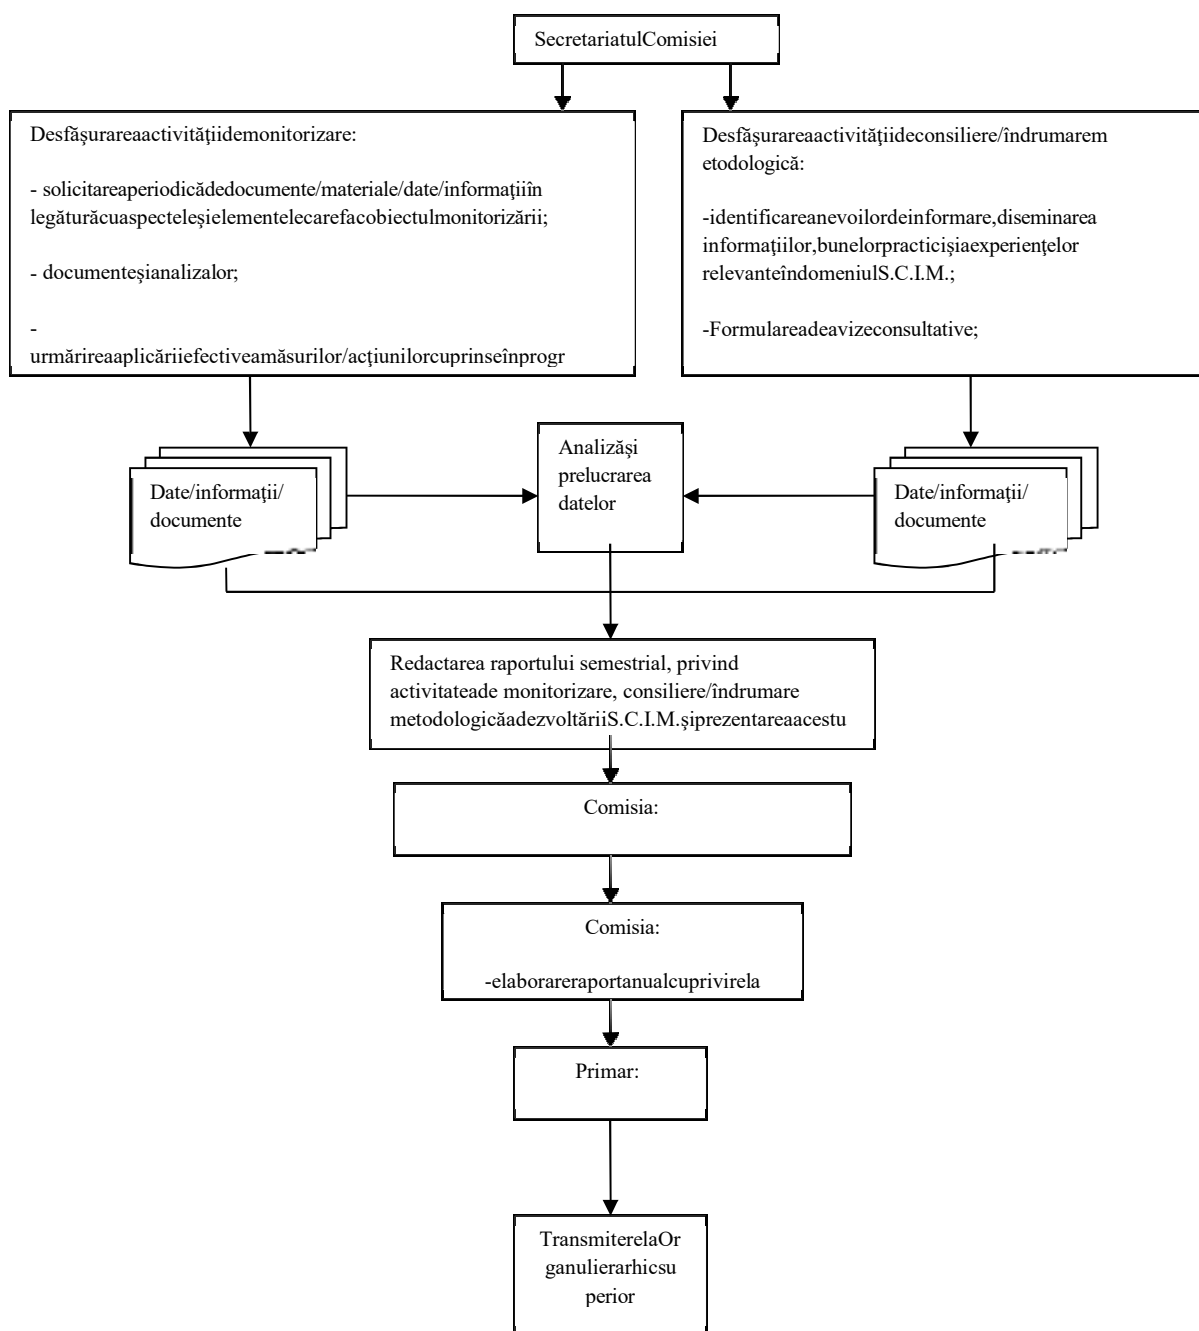 SecretariatulComisiei
Desfăşurareaactivităţiidemonitorizare:
- solicitareaperiodicădedocumente/materiale/date/informaţiiîn
legăturăcuaspecteleşielementelecarefacobiectulmonitorizării;
- documenteşianalizalor;
-
urmărireaaplicăriiefectiveamăsurilor/acţiunilorcuprinseînprogr
Desfăşurareaactivităţiideconsiliere/îndrumarem
etodologică:
-identificareanevoilordeinformare,diseminarea
informaţiilor,bunelorpracticişiaexperienţelor
relevanteîndomeniulS.C.I.M.;
-Formulareadeavizeconsultative;
Date/informaţii/
documente
Analizăşi
prelucrarea
datelor
Date/informaţii/
documente
Redactarea raportului semestrial, privind
activitateade monitorizare, consiliere/îndrumare
metodologicăadezvoltăriiS.C.I.M.şiprezentareaacestu
Comisia:
Comisia:
-elaborareraportanualcuprivirela
Primar:
TransmiterelaOr
ganulierarhicsu
perior